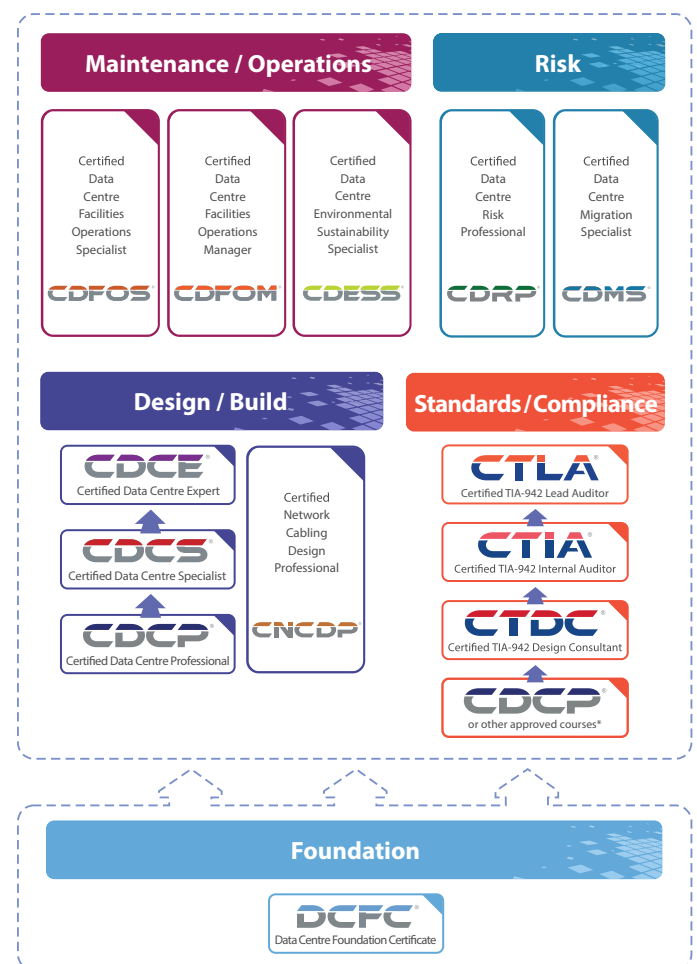 Maintenance / Operations
Certified
Data
Centre
Facilities
Operations
Specialist
CDFOS®
Certified
Data
Centre
Facilities
Operations
Manager
CDFOM®
Certified
Data
Centre
Environmental
Sustainability
Specialist
CDESS®
Risk
Certified
Data
Centre
Risk
Professional
CDRP®
Certified
Data
Centre
Migration
Specialist
CDMS®
Design / Build
CDCE®
Certified Data Centre Expert
CDCS®
Certified Data Centre Specialist
CDCP®
Certified Data Centre Professional
Certified
Network
Cabling
Design
Professional
CNCDP®
Standards / Compliance
CTLA®
Certified TIA-942 Lead Auditor
CTIA®
Certified TIA-942 Internal Auditor
CTDC®
Certified TIA-942 Design Consultant
CDCP®
or other approved courses*
Foundation
DCFC®
Data Centre Foundation Certificate